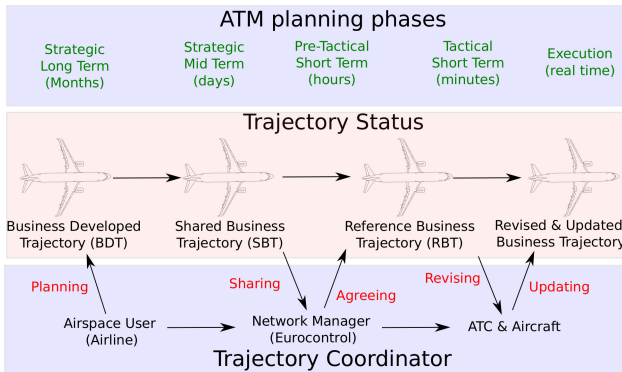 ATM planning phases
Strategic
Long Term
(Months)
Strategic
Mid Term
(days)
Pre-Tactical
Short Term
(hours)
Tactical
Short Term
(minutes)
Execution
(real time)
Trajectory Status
Business Developed
Trajectory (BDT)
Shared Business
Trajectory (SBT)
Reference Business
Trajectory (RBT)
Revised & Updated
Business Trajectory
Planning
Sharing
Agreeing
Revising
Updating
Airspace User
(Airline)
Network Manager
(Eurocontrol)
ATC & Aircraft
Trajectory Coordinator